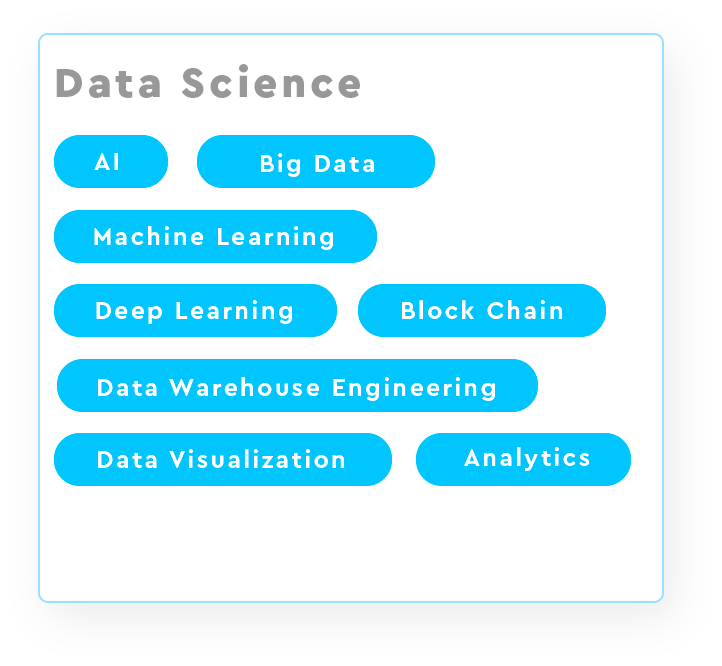 Data Science
AI
Big Data
Machine Learning
Deep Learning
Block Chain
Data Warehouse Engineering
Data Visualization
Analytics